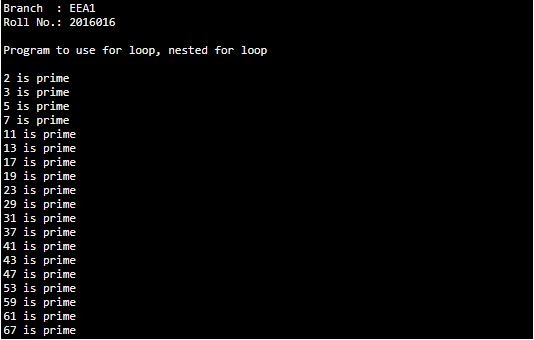 Branch  : EEA1
Roll No.: 2016016
Program to use for loop, nested for loop
2 is prime
3 is prime
5 is prime
7 is prime
11 is prime
13 is prime
17 is prime
19 is prime
23 is prime
29 is prime
31 is prime
37 is prime
41 is prime
43 is prime
47 is prime
53 is prime
59 is prime
61 is prime
67 is prime